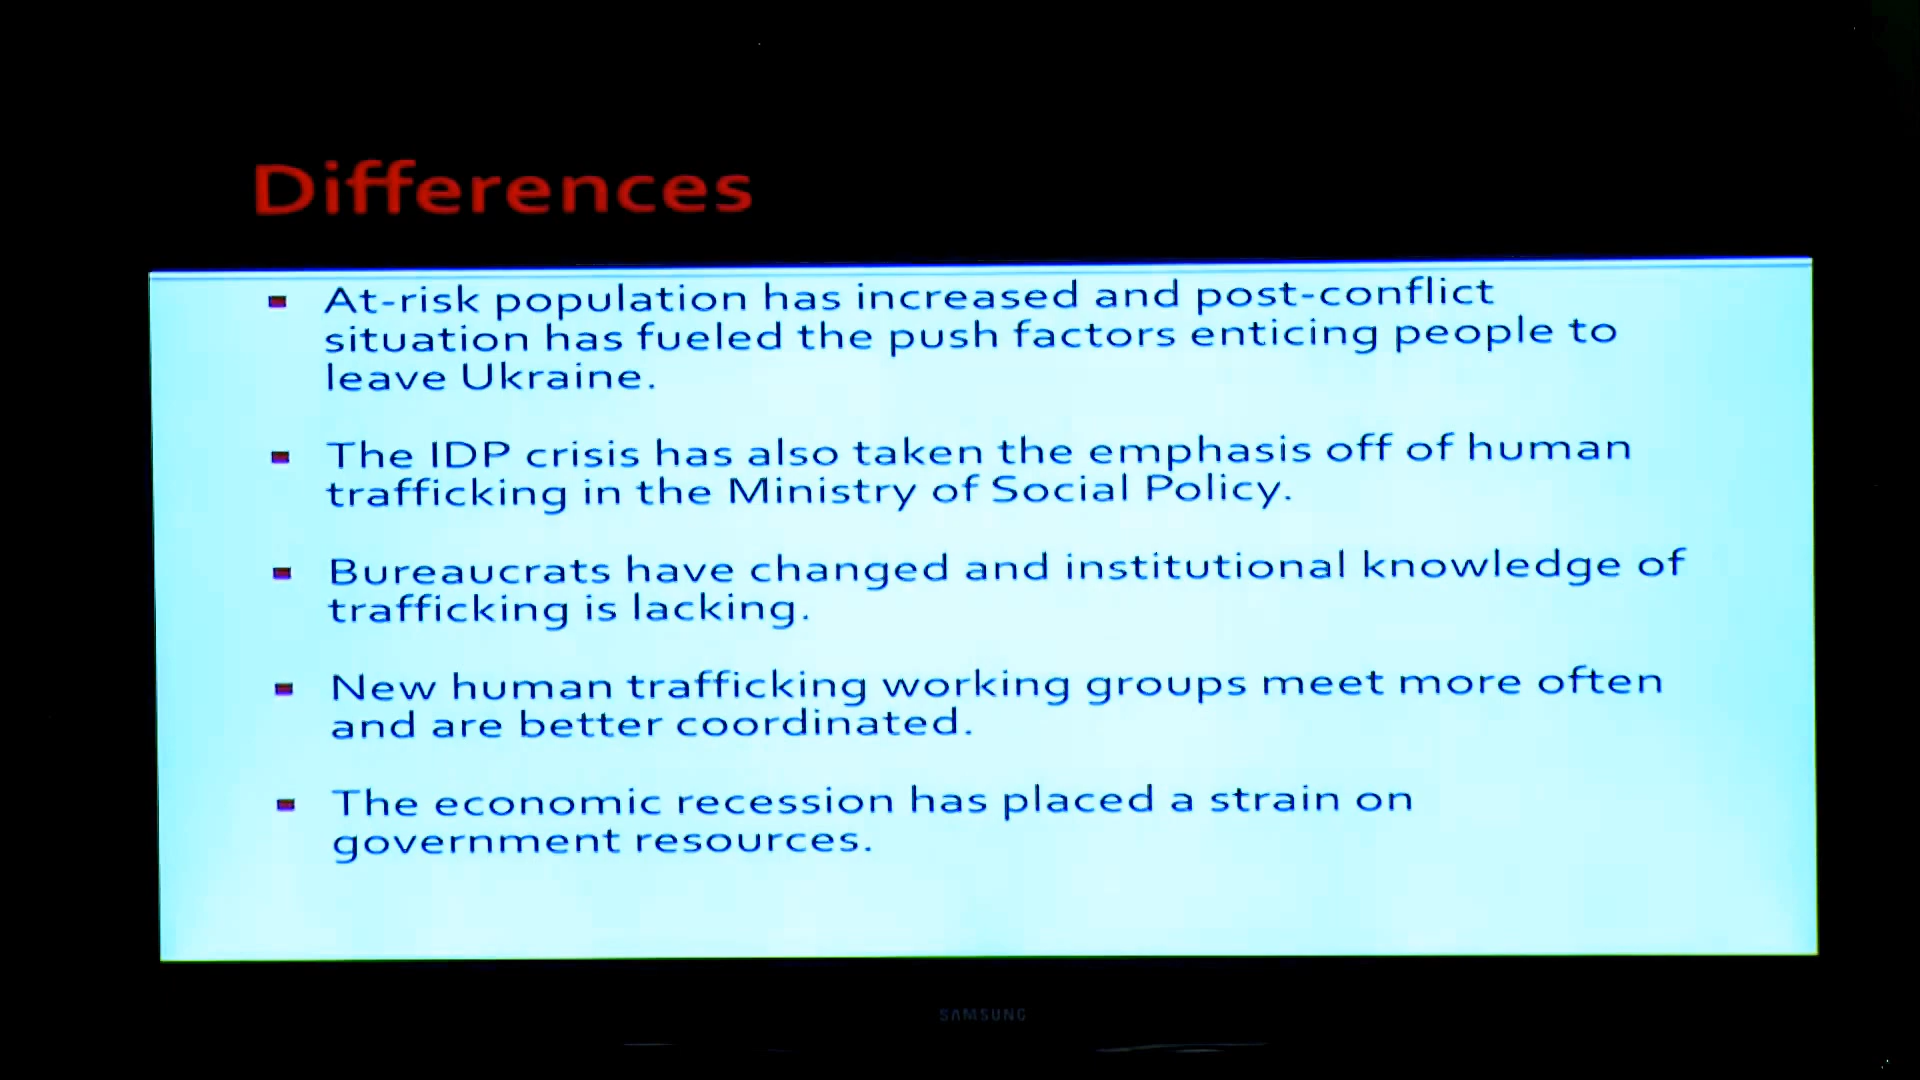 Differences
At-risk population has increased and post-conflict
situation has fueled the push factors enticing people to
leave Ukraine.
The IDP crisis has also taken the emphasis off of human
trafficking in the Ministry of Social Policy.
Bureaucrats have changed and institutional knowledge of
trafficking is lacking.
New human trafficking working groups meet more often
and are better coordinated.
The economic recession has placed a strain on
government resources.
SAMSUNG